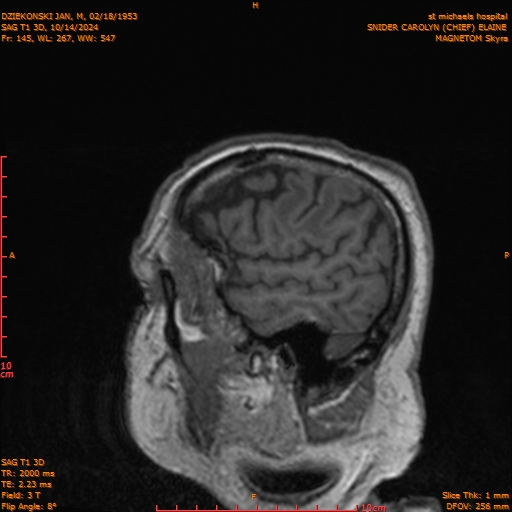 H
DZIEKONSKI JAN, M, 02/18/1953
SAG T1 3D, 10/14/2024
Fr: 145, WL: 267, WW: 547
st michaels hospital
SNIDER CAROLYN (CHIEF) ELAINE
MAGNETOM Skyra
A
P
10
cm
SAG T1 3D
TR: 2000 ms
TE: 2.23 ms
Field: 3 T
Flip Angle: 8°
F
10cm
Slice Thk: 1 mm
DFOV: 256 mm